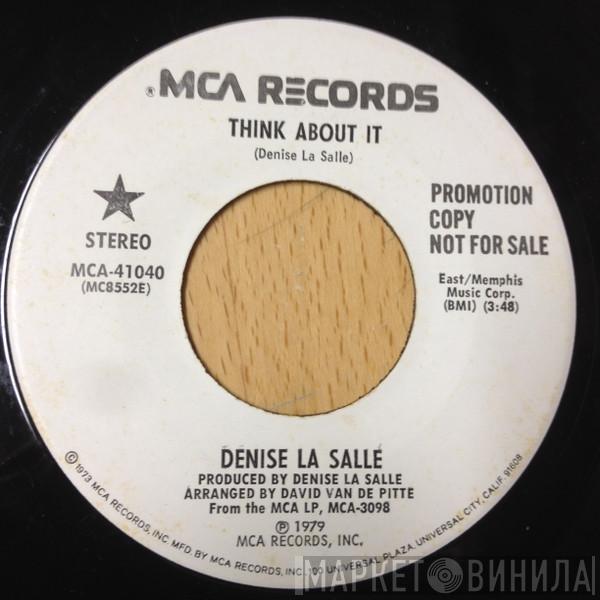 ® MCA RECORDS
THINK ABOUT IT
(Denise La Salle)
STEREO
MCA-41040
(MC8552E)
PROMOTION
COPY
NOT FOR SALE
East/Memphis
Music Corp.
(BMI) (3:48)
DENISE LA SALLE
PRODUCED BY DENISE LA SALLE
ARRANGED BY DAVID VAN DE PITTE
From the MCA LP, MCA-3098
℗ 1979
MCA RECORDS, INC.
© 1973 MCA RECORDS, INC. MFD. BY MCA RECORDS, INC. 100 UNIVERSAL PLAZA, UNIVERSAL CITY, CALIF. 91608
МАРКЕТ ВИНИЛА